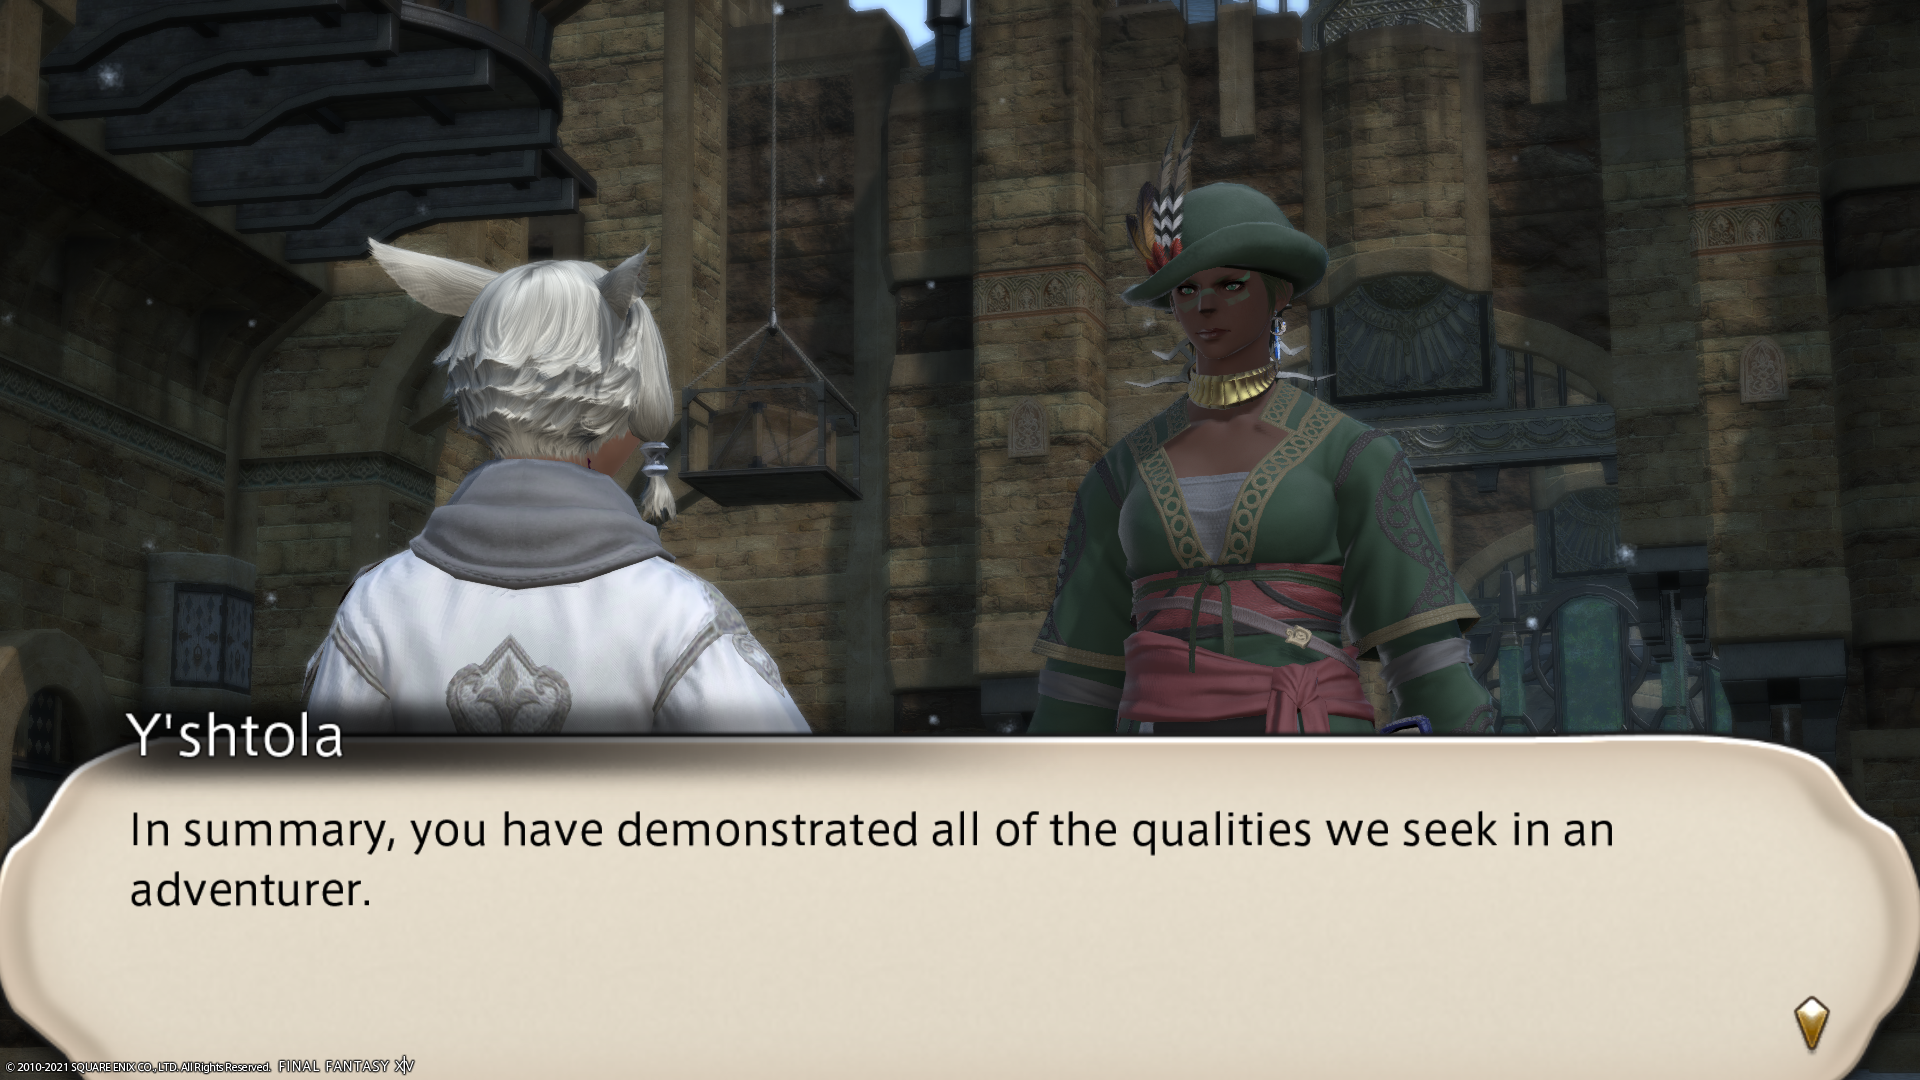 Y'shtola
In summary, you have demonstrated all of the qualities we seek in an
adventurer.
© 2010-2021 SQUARE ENIX CO., LTD. All Rights Reserved. FINAL FANTASY XIV